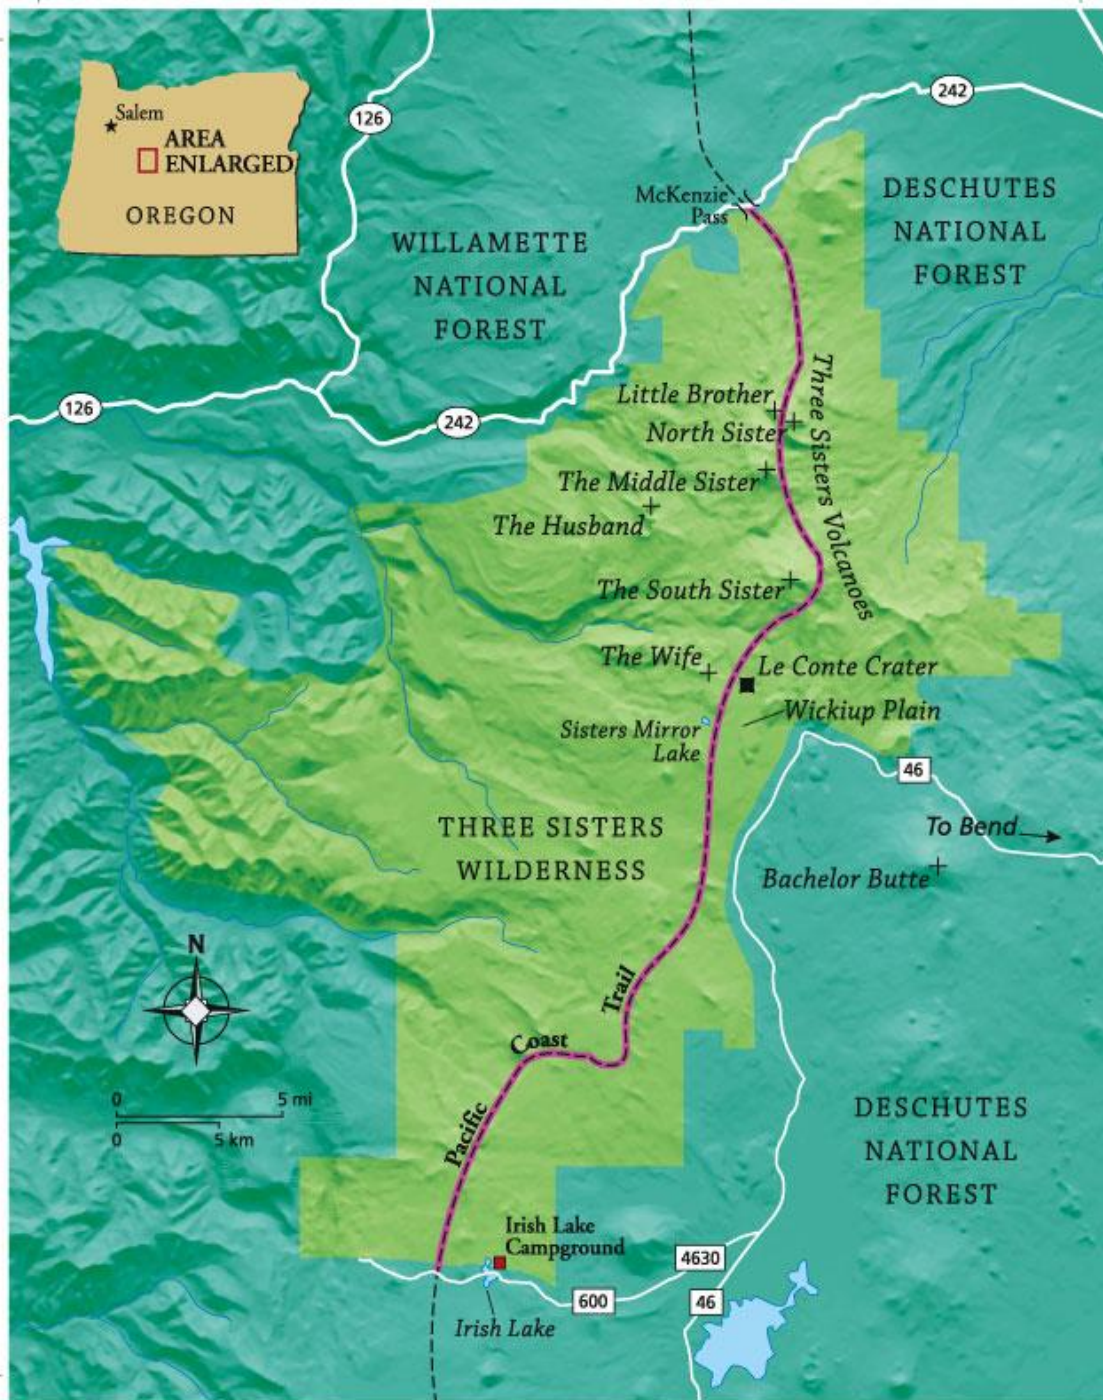 Salem
AREA
ENLARGED
OREGON
126
242
McKenzie
Pass
DESCHUTES
NATIONAL
FOREST
WILLAMETTE
NATIONAL
FOREST
126
242
Three Sisters Volcanoes
Little Brother
North Sister
The Middle Sister
The Husband
The South Sister
The Wife
Le Conte Crater
Wickiup Plain
Sisters Mirror
Lake
46
To Bend
Bachelor Butte
THREE SISTERS
WILDERNESS
N
0 5 mi
0 5 km
Pacific Coast Trail
DESCHUTES
NATIONAL
FOREST
Irish Lake
Campground
4630
600
46
Irish Lake